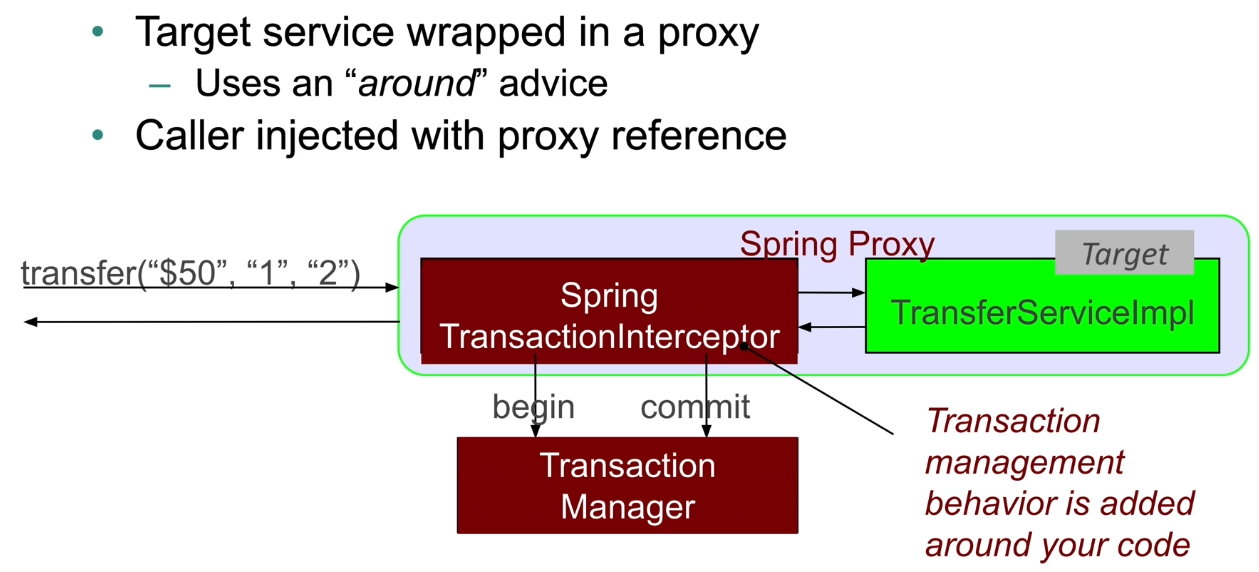 • Target service wrapped in a proxy
– Uses an “around” advice
• Caller injected with proxy reference
Spring Proxy
Target
transfer(“$50”, “1”, “2”)
Spring
TransactionInterceptor
TransferServiceImpl
begin
commit
Transaction
Manager
Transaction
management
behavior is added
around your code